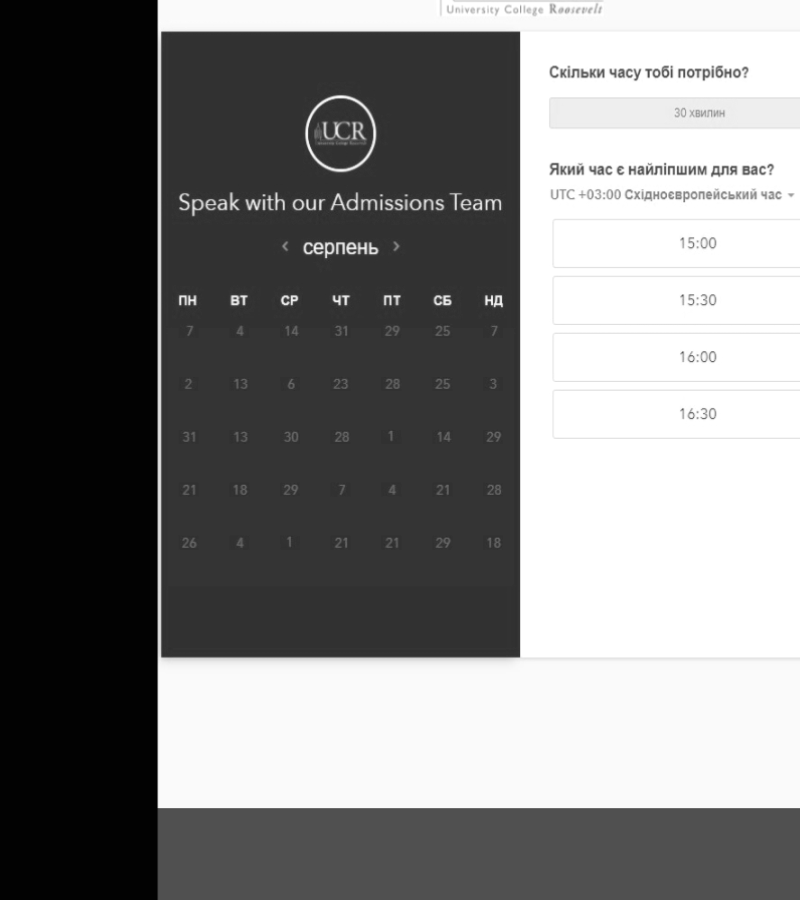 University College Roosevelt
UCR
Speak with our Admissions Team
‹ серпень ›
ПН ВТ СР ЧТ ПТ СБ НД
7 4 14 31 29 25 7
2 13 6 23 28 25 3
31 13 30 28 1 14 29
21 18 29 7 4 21 28
26 4 1 21 21 29 18
Скільки часу тобі потрібно?
30 хвилин
Який час є найліпшим для вас?
UTC +03:00 Східноєвропейський час
15:00
15:30
16:00
16:30